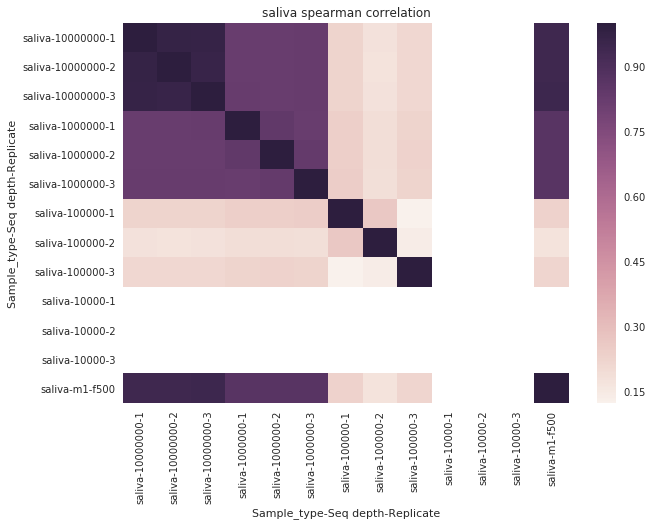 saliva spearman correlation
Sample_type-Seq depth-Replicate
saliva-10000000-1
saliva-10000000-2
saliva-10000000-3
saliva-1000000-1
saliva-1000000-2
saliva-1000000-3
saliva-100000-1
saliva-100000-2
saliva-100000-3
saliva-10000-1
saliva-10000-2
saliva-10000-3
saliva-m1-f500
0.90
0.75
0.60
0.45
0.30
0.15
saliva-10000000-1
saliva-10000000-2
saliva-10000000-3
saliva-1000000-1
saliva-1000000-2
saliva-1000000-3
saliva-100000-1
saliva-100000-2
saliva-100000-3
saliva-10000-1
saliva-10000-2
saliva-10000-3
saliva-m1-f500
Sample_type-Seq depth-Replicate